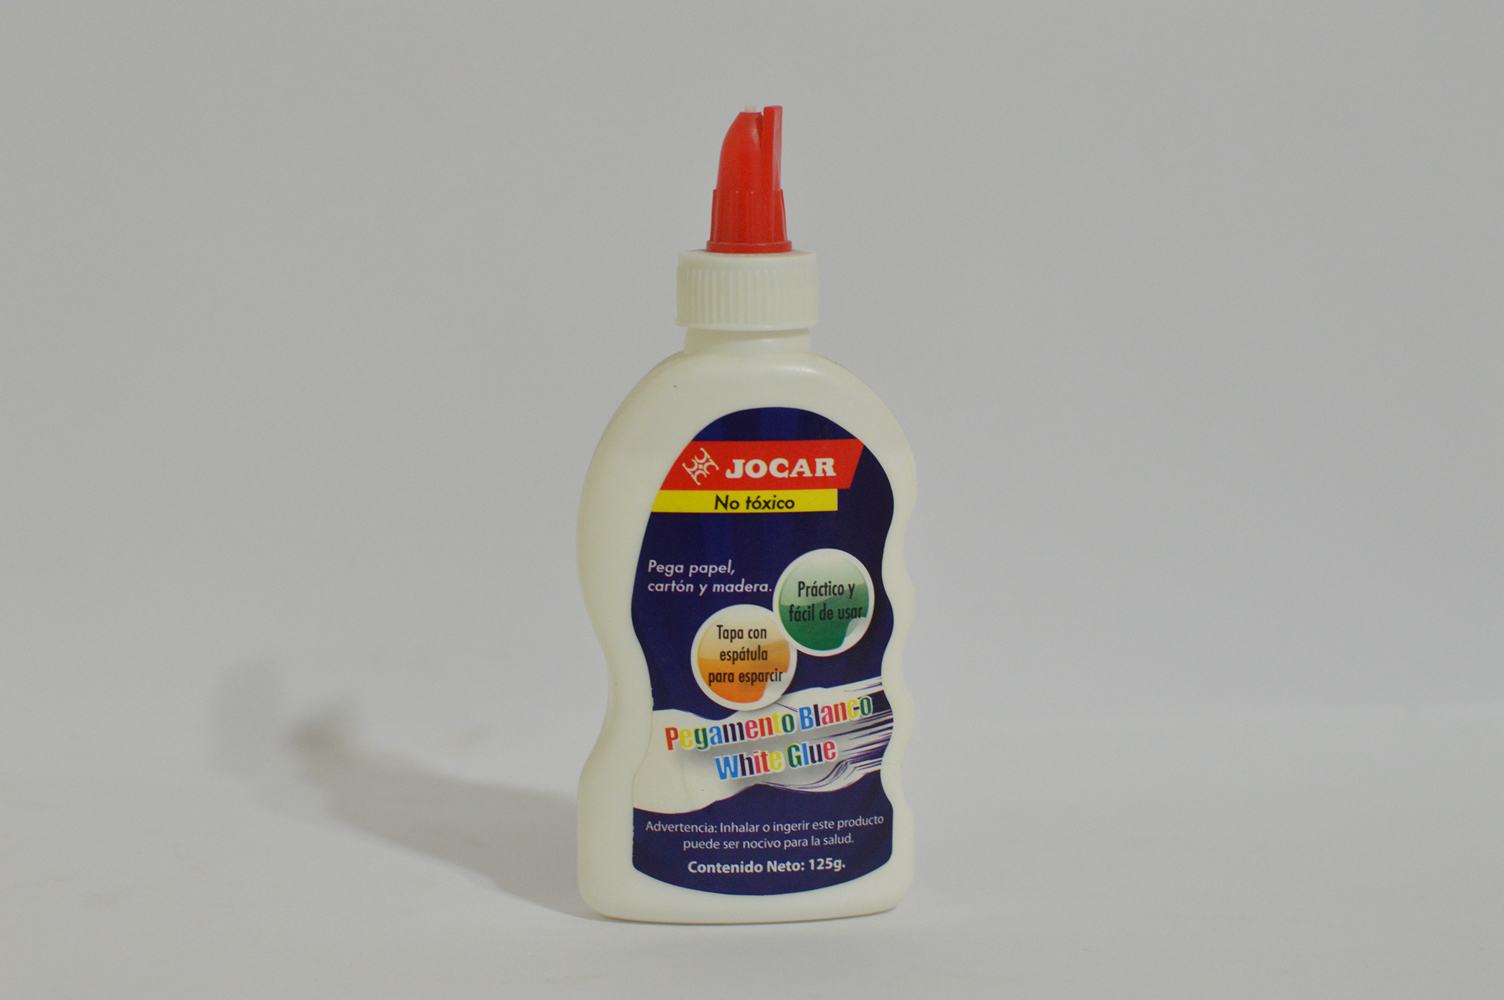 JOCAR
No tóxico
Pega papel,
cartón y madera.
Práctico y
fácil de usar
Tapa con
espátula
para esparcir
Pegamento Blanco
White Glue
Advertencia: Inhalar o ingerir este producto
puede ser nocivo para la salud.
Contenido Neto: 125g.